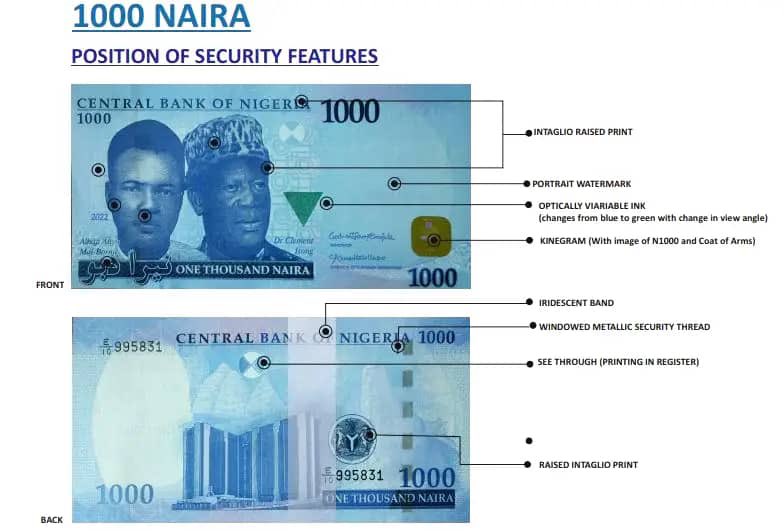 1000 NAIRA
POSITION OF SECURITY FEATURES
CENTRAL BANK OF NIGERIA 1000
1000
2022
Alhaji Aliyu
Mai-Bornu
Dr Clement
Isong
نيرا دبو
ONE THOUSAND NAIRA
1000
INTAGLIO RAISED PRINT
PORTRAIT WATERMARK
OPTICALLY VIARIABLE INK
(changes from blue to green with change in view angle)
KINEGRAM (With image of N1000 and Coat of Arms)
FRONT
CENTRAL BANK OF NIGERIA 1000
E/10 995831
E/10 995831
1000
1000
ONE THOUSAND NAIRA
IRIDESCENT BAND
WINDOWED METALLIC SECURITY THREAD
SEE THROUGH (PRINTING IN REGISTER)
RAISED INTAGLIO PRINT
BACK